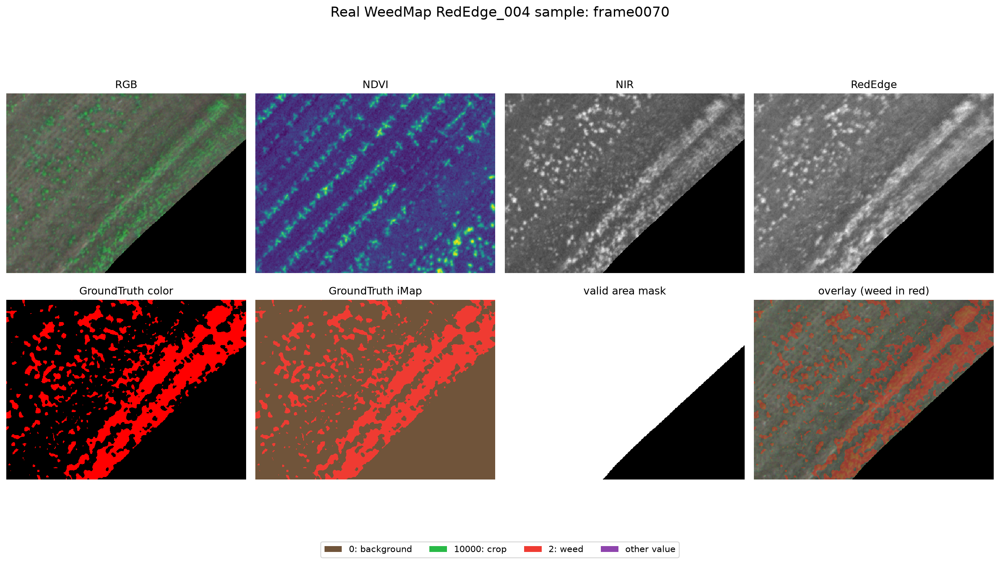 Real WeedMap RedEdge_004 sample: frame0070
RGB
NDVI
NIR
RedEdge
GroundTruth color
GroundTruth iMap
valid area mask
overlay (weed in red)
0: background
10000: crop
2: weed
other value